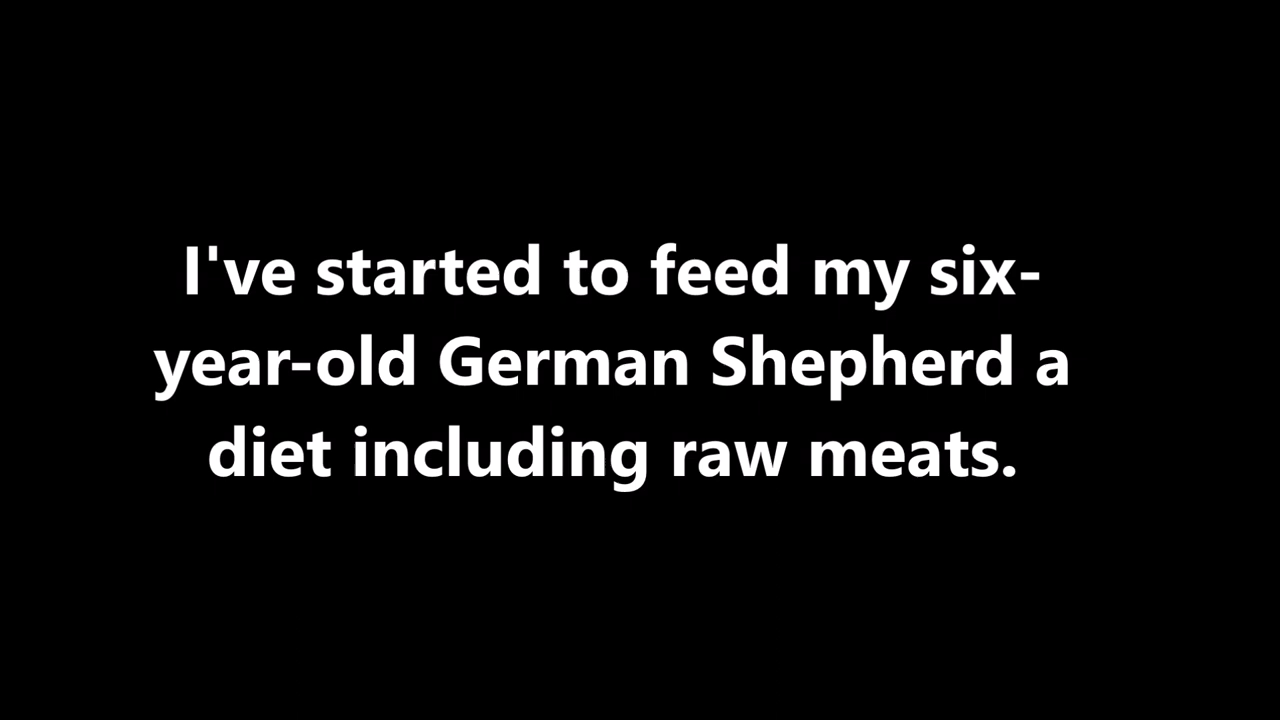 I've started to feed my six-
year-old German Shepherd a
diet including raw meats.